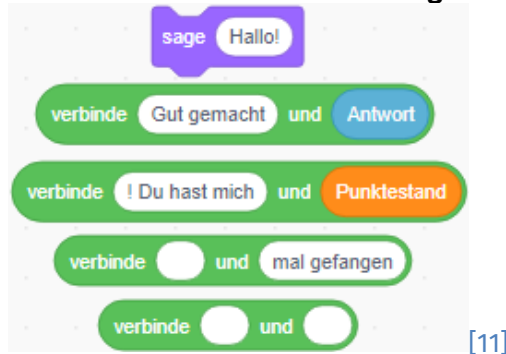 sage Hallo!
verbinde Gut gemacht und Antwort
verbinde ! Du hast mich und Punktestand
verbinde und mal gefangen
verbinde und
[11]